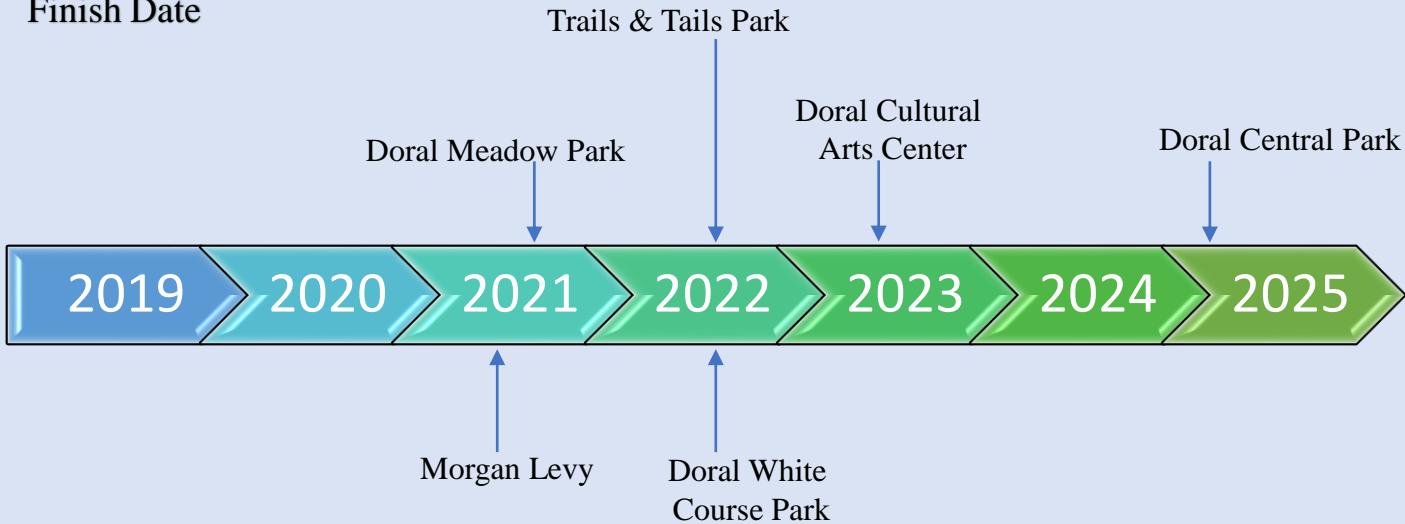 Finish Date
Trails & Tails Park
Doral Cultural
Arts Center
Doral Meadow Park
Doral Central Park
2019
2020
2021
2022
2023
2024
2025
Morgan Levy
Doral White
Course Park